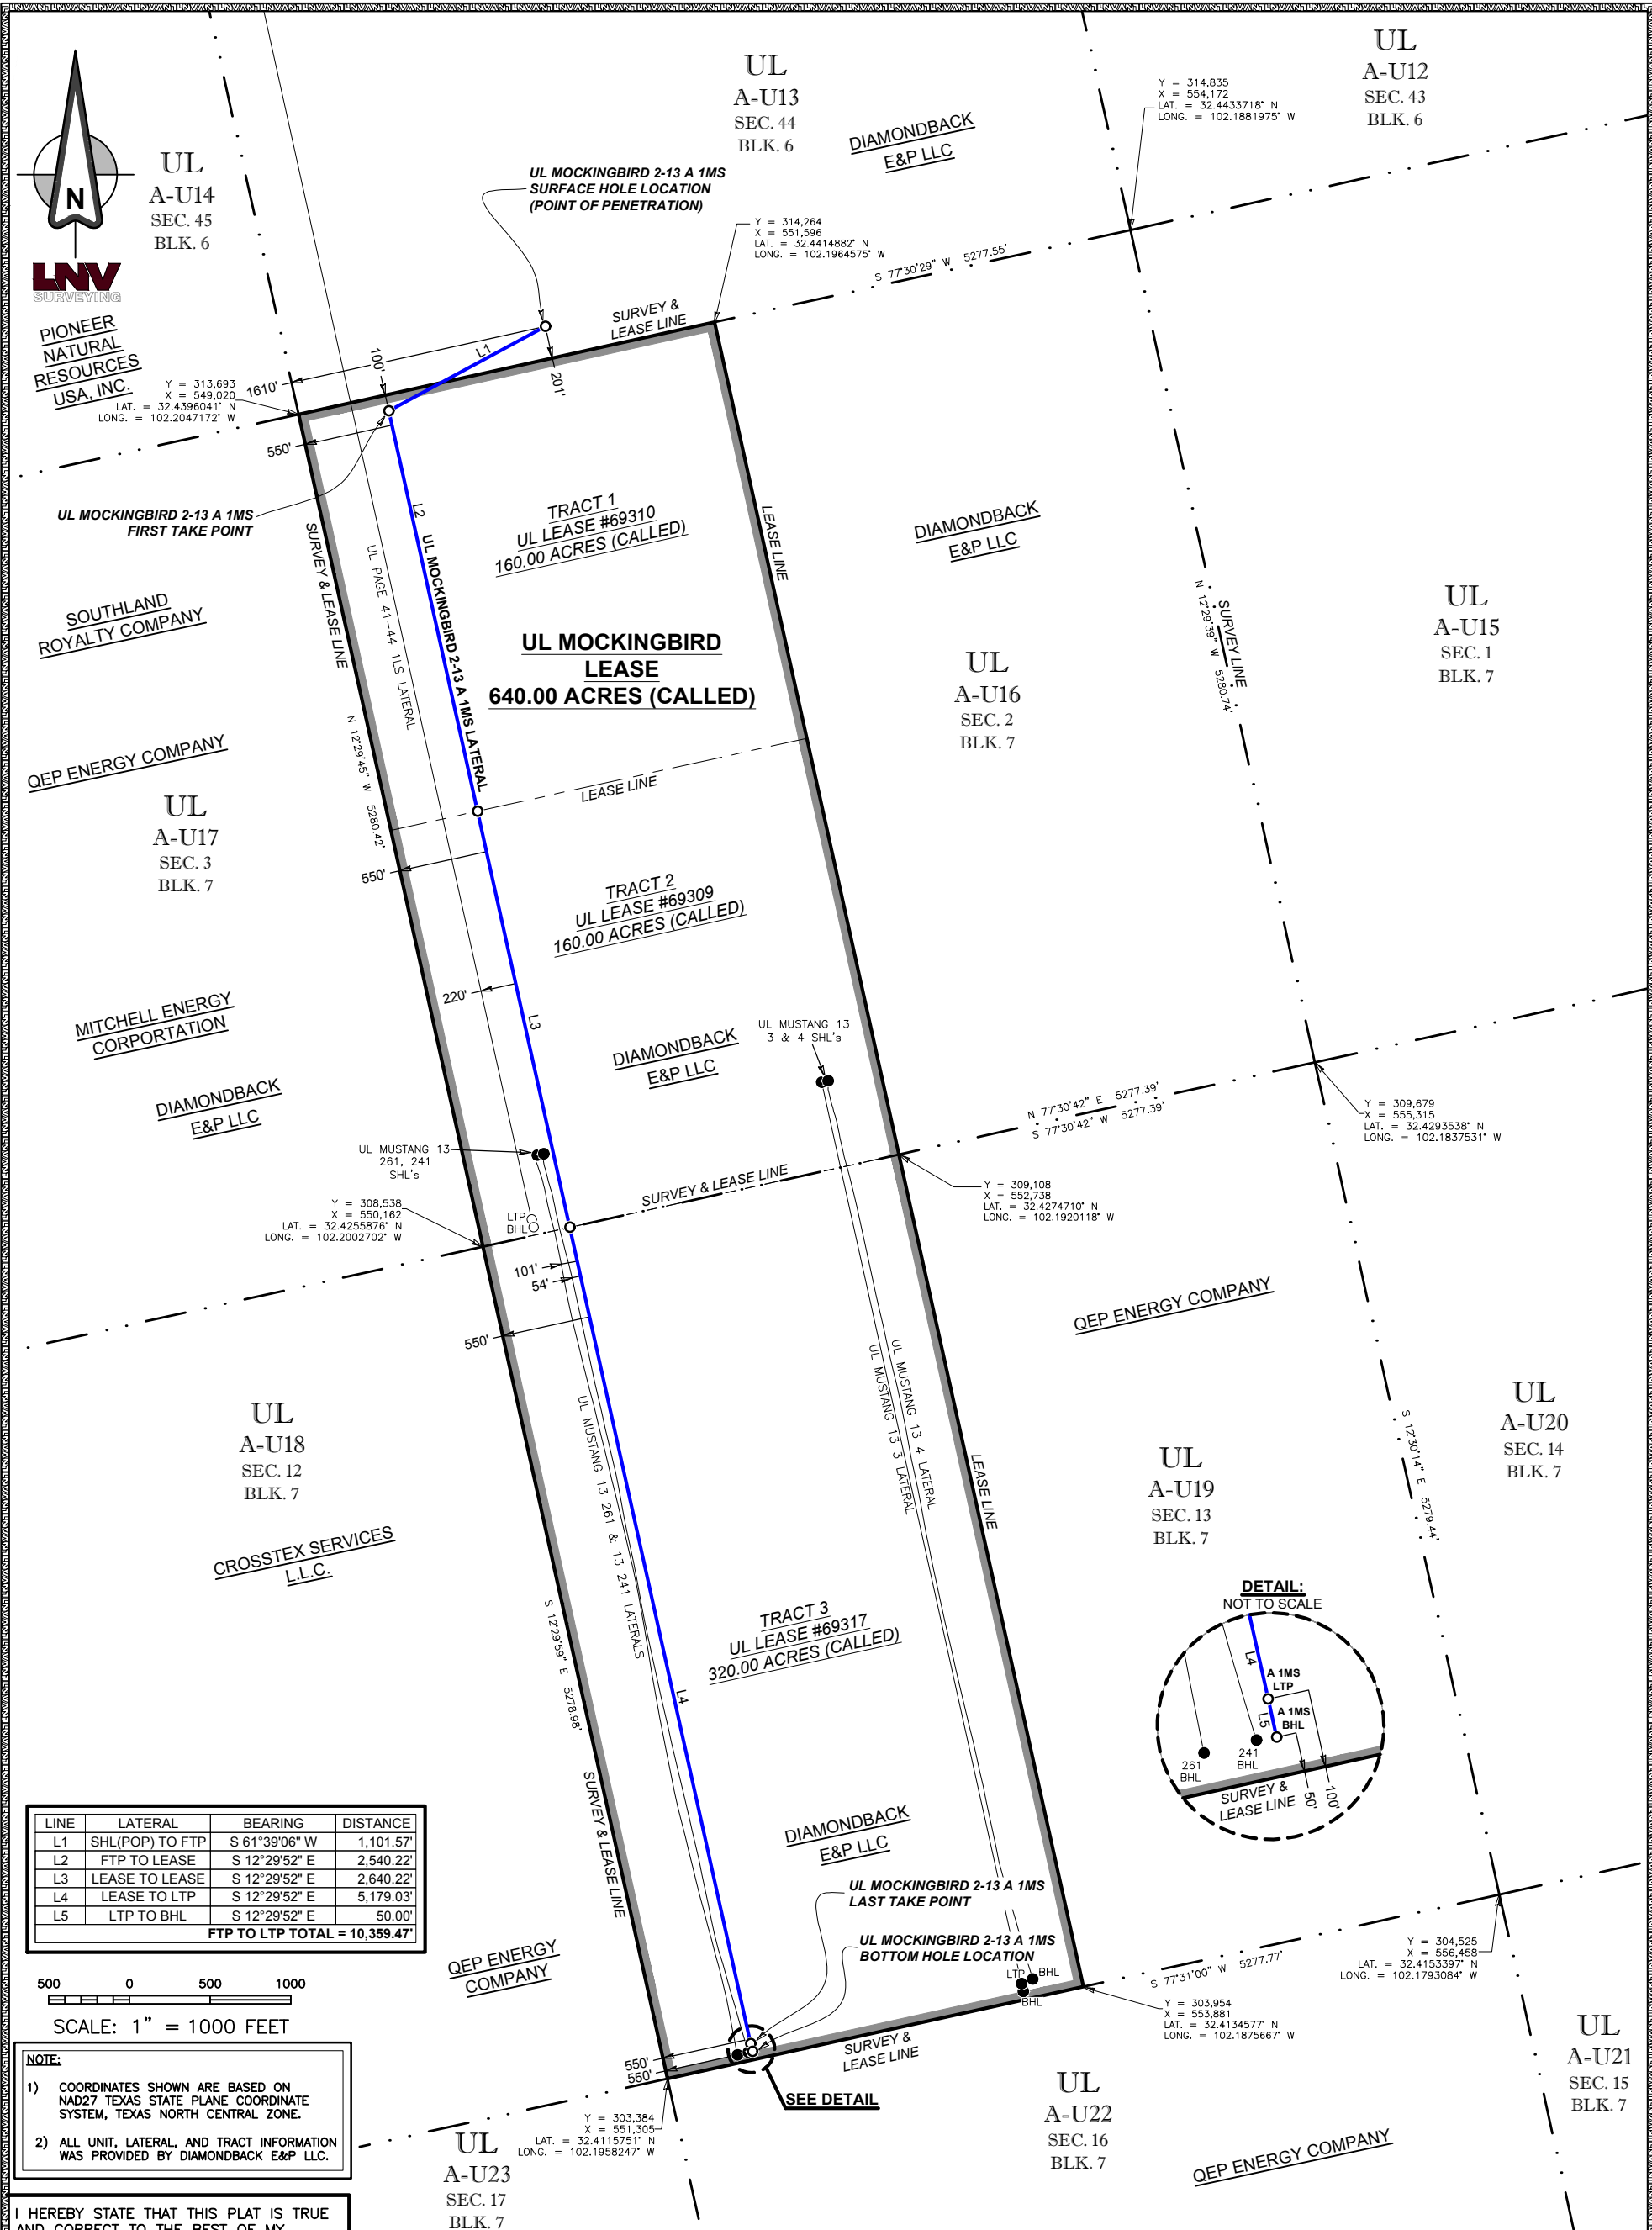 UL
A-U13
SEC. 44
BLK. 6
DIAMONDBACK
E&P LLC
Y = 314,835
X = 554,172
LAT. = 32.4433718° N
LONG. = 102.1881975° W
UL
A-U12
SEC. 43
BLK. 6
N
UL
A-U14
SEC. 45
BLK. 6
LNV
SURVEYING
UL MOCKINGBIRD 2-13 A 1MS
SURFACE HOLE LOCATION
(POINT OF PENETRATION)
Y = 314,264
X = 551,596
LAT. = 32.4414882° N
LONG. = 102.1964575° W
S 77°30'29" W 5277.55'
SURVEY &
LEASE LINE
PIONEER
NATURAL
RESOURCES
USA, INC.
Y = 313,693
X = 549,020
LAT. = 32.4396041° N
LONG. = 102.2047172° W
1610'
100'
L1
201'
550'
UL MOCKINGBIRD 2-13 A 1MS
FIRST TAKE POINT
SURVEY & LEASE LINE
UL PAGE 41-44 1LS LATERAL
L2
UL MOCKINGBIRD 2-13 A 1MS LATERAL
TRACT 1
UL LEASE #69310
160.00 ACRES (CALLED)
LEASE LINE
DIAMONDBACK
E&P LLC
SOUTHLAND
ROYALTY COMPANY
UL MOCKINGBIRD
LEASE
640.00 ACRES (CALLED)
UL
A-U16
SEC. 2
BLK. 7
SURVEY LINE
N 12°29'39" W 5280.74'
UL
A-U15
SEC. 1
BLK. 7
QEP ENERGY COMPANY
N 12°29'45" W 5280.42'
LEASE LINE
UL
A-U17
SEC. 3
BLK. 7
550'
TRACT 2
UL LEASE #69309
160.00 ACRES (CALLED)
220'
L3
MITCHELL ENERGY
CORPORTATION
DIAMONDBACK
E&P LLC
UL MUSTANG 13
3 & 4 SHL's
DIAMONDBACK
E&P LLC
N 77°30'42" E 5277.39'
S 77°30'42" W 5277.39'
Y = 309,679
X = 555,315
LAT. = 32.4293538° N
LONG. = 102.1837531° W
UL MUSTANG 13
261, 241
SHL's
SURVEY & LEASE LINE
Y = 309,108
X = 552,738
LAT. = 32.4274710° N
LONG. = 102.1920118° W
Y = 308,538
X = 550,162
LAT. = 32.4255876° N
LONG. = 102.2002702° W
LTP
BHL
101'
54'
550'
QEP ENERGY COMPANY
UL MUSTANG 13 4 LATERAL
UL MUSTANG 13 3 LATERAL
UL MUSTANG 13 261 & 13 241 LATERALS
UL
A-U18
SEC. 12
BLK. 7
LEASE LINE
UL
A-U19
SEC. 13
BLK. 7
S 12°30'14" E 5279.44'
UL
A-U20
SEC. 14
BLK. 7
CROSSTEX SERVICES
L.L.C.
S 12°29'59" E 5278.98'
TRACT 3
UL LEASE #69317
320.00 ACRES (CALLED)
L4
DETAIL:
NOT TO SCALE
L4
A 1MS
LTP
L5
A 1MS
BHL
261
BHL
241
BHL
SURVEY &
LEASE LINE
50'
100'
SURVEY & LEASE LINE
DIAMONDBACK
E&P LLC
LINE LATERAL BEARING DISTANCE
L1 SHL(POP) TO FTP S 61°39'06" W 1,101.57'
L2 FTP TO LEASE S 12°29'52" E 2,540.22'
L3 LEASE TO LEASE S 12°29'52" E 2,640.22'
L4 LEASE TO LTP S 12°29'52" E 5,179.03'
L5 LTP TO BHL S 12°29'52" E 50.00'
FTP TO LTP TOTAL = 10,359.47'
UL MOCKINGBIRD 2-13 A 1MS
LAST TAKE POINT
UL MOCKINGBIRD 2-13 A 1MS
BOTTOM HOLE LOCATION
QEP ENERGY
COMPANY
LTP
BHL
BHL
S 77°31'00" W 5277.77'
Y = 304,525
X = 556,458
LAT. = 32.4153397° N
LONG. = 102.1793084° W
Y = 303,954
X = 553,881
LAT. = 32.4134577° N
LONG. = 102.1875667° W
500 0 500 1000
SCALE: 1" = 1000 FEET
550'
550'
SURVEY &
LEASE LINE
SEE DETAIL
NOTE:
1) COORDINATES SHOWN ARE BASED ON
NAD27 TEXAS STATE PLANE COORDINATE
SYSTEM, TEXAS NORTH CENTRAL ZONE.
2) ALL UNIT, LATERAL, AND TRACT INFORMATION
WAS PROVIDED BY DIAMONDBACK E&P LLC.
Y = 303,384
X = 551,305
LAT. = 32.4115751° N
LONG. = 102.1958247° W
UL
A-U23
SEC. 17
BLK. 7
UL
A-U22
SEC. 16
BLK. 7
QEP ENERGY COMPANY
UL
A-U21
SEC. 15
BLK. 7
I HEREBY STATE THAT THIS PLAT IS TRUE
AND CORRECT TO THE BEST OF MY